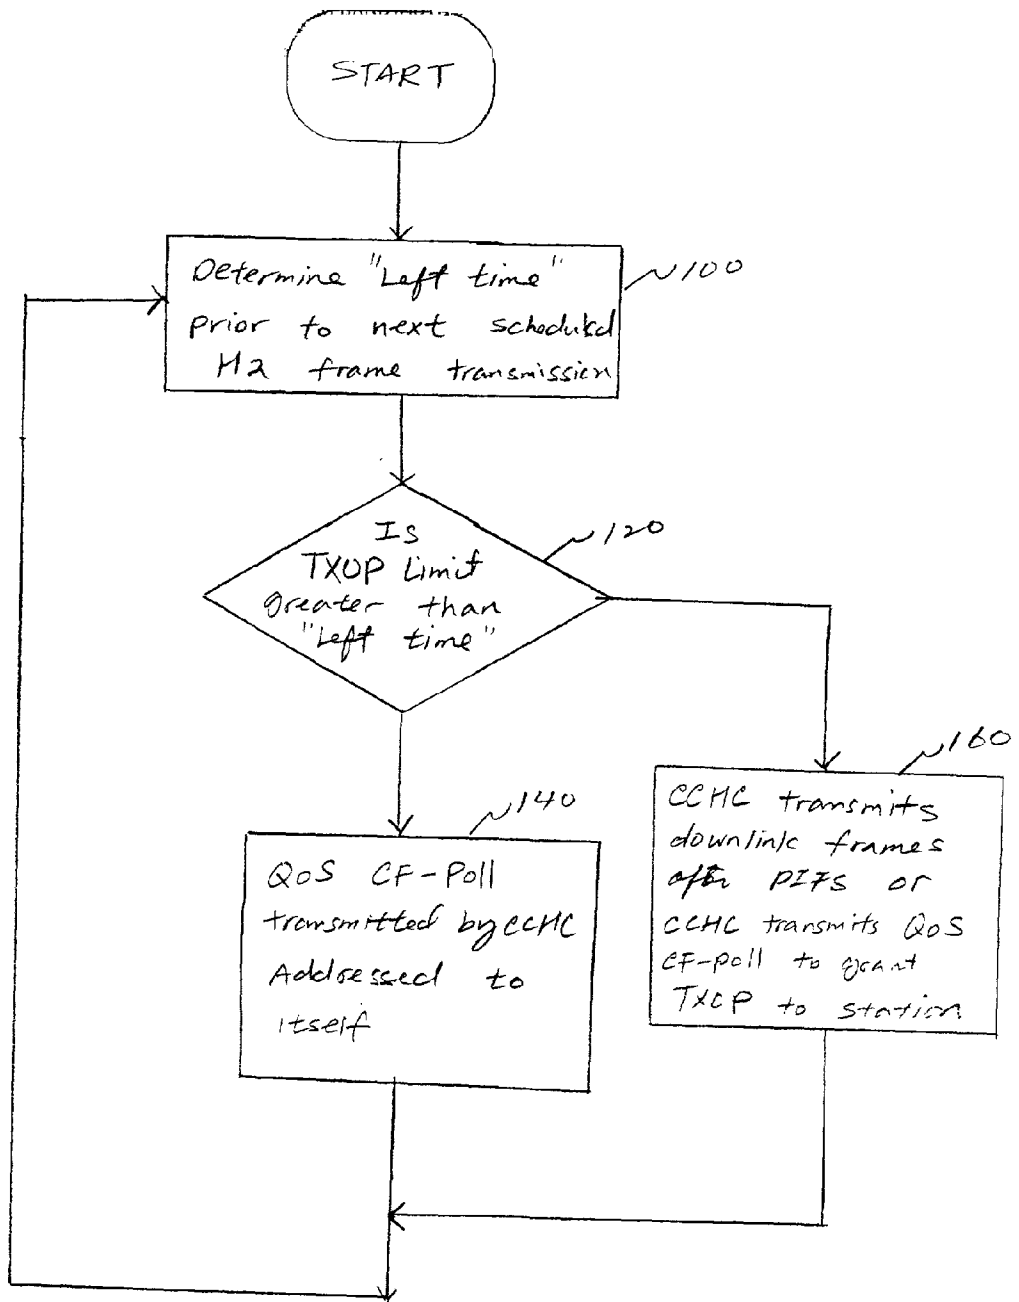 START
Determine "Left time"
prior to next scheduled
H2 frame transmission
100
Is
TXOP Limit
greater than
"Left time"
120
QoS CF-Poll
transmitted by CCHC
Addressed to
itself
140
CCHC transmits
downlink frames
after PIFS or
CCHC transmits QoS
CF-Poll to grant
TXOP to station
160